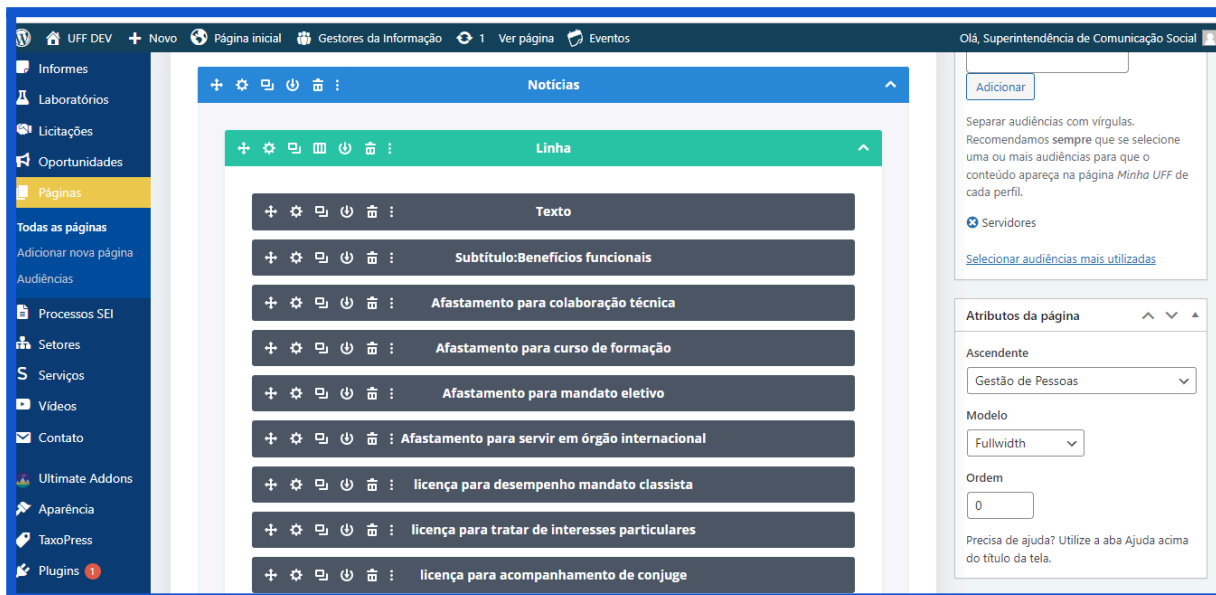 UFF DEV
Novo
Página inicial
Gestores da Informação
1
Ver página
Eventos
Olá, Superintendência de Comunicação Social
Informes
Laboratórios
Licitações
Oportunidades
Páginas
Todas as páginas
Adicionar nova página
Audiências
Processos SEI
Setores
Serviços
Vídeos
Contato
Ultimate Addons
Aparência
TaxoPress
Plugins 1
Notícias
Linha
Texto
Subtítulo:Benefícios funcionais
Afastamento para colaboração técnica
Afastamento para curso de formação
Afastamento para mandato eletivo
Afastamento para servir em órgão internacional
licença para desempenho mandato classista
licença para tratar de interesses particulares
licença para acompanhamento de conjuge
Adicionar
Separar audiências com vírgulas.
Recomendamos sempre que se selecione
uma ou mais audiências para que o
conteúdo apareça na página Minha UFF de
cada perfil.
Servidores
Selecionar audiências mais utilizadas
Atributos da página
Ascendente
Gestão de Pessoas
Modelo
Fullwidth
Ordem
0
Precisa de ajuda? Utilize a aba Ajuda acima
do título da tela.